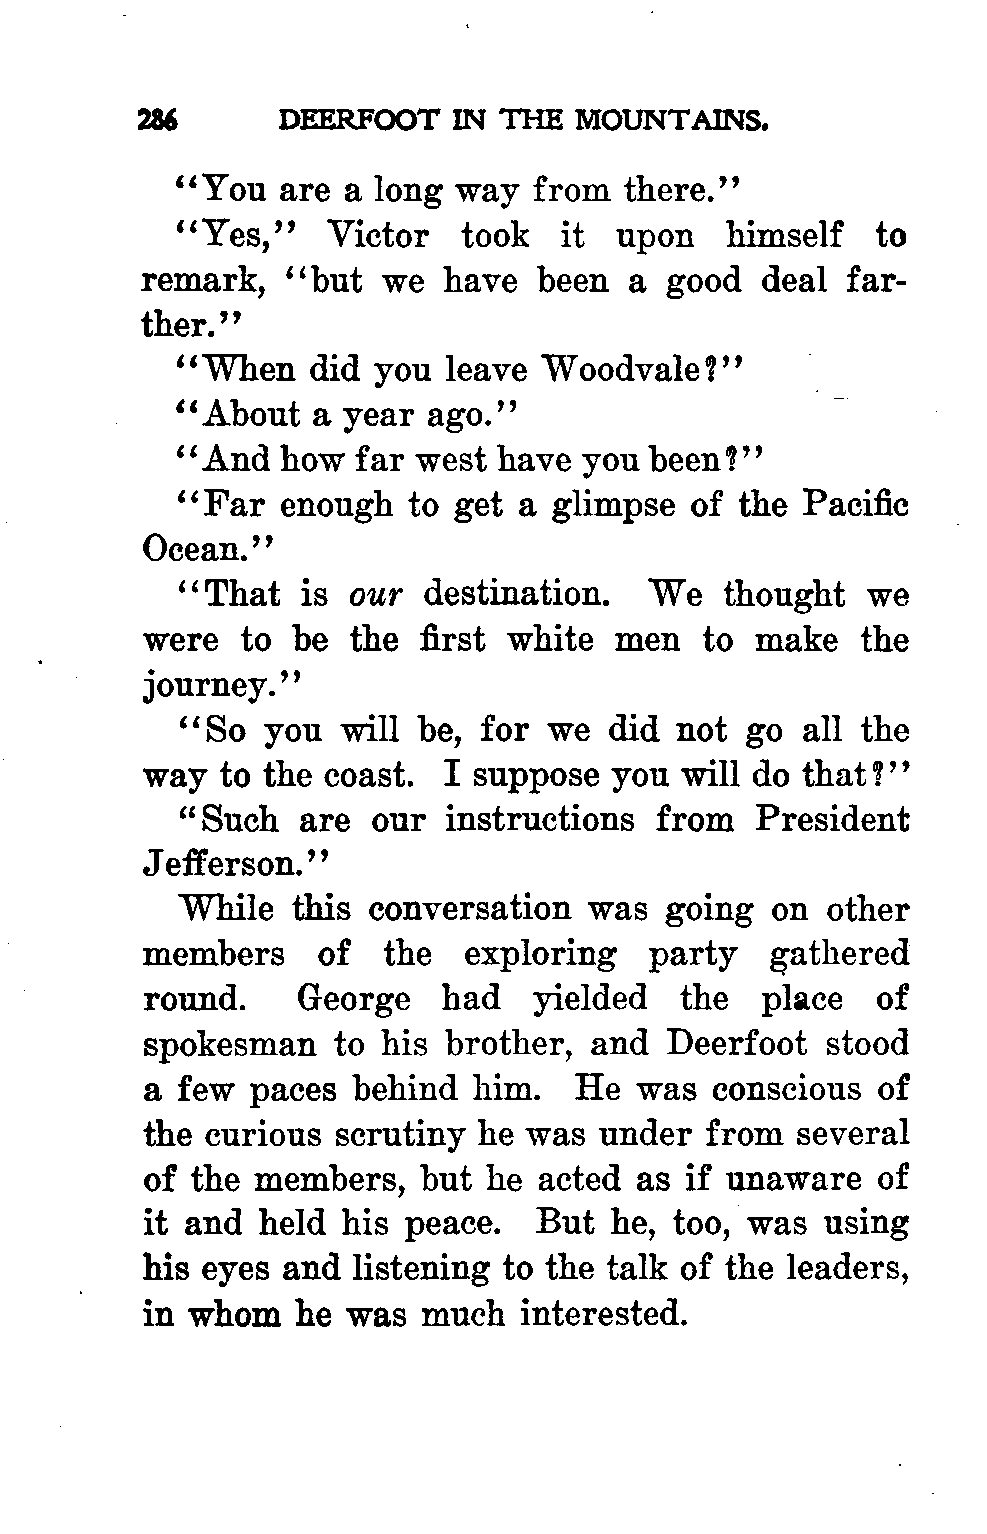 286 DEERFOOT IN THE MOUNTAINS.
"You are a long way from there."
"Yes," Victor took it upon himself to
remark, "but we have been a good deal far-
ther."
"When did you leave Woodvale?"
"About a year ago."
"And how far west have you been?"
"Far enough to get a glimpse of the Pacific
Ocean."
"That is our destination. We thought we
were to be the first white men to make the
journey."
"So you will be, for we did not go all the
way to the coast. I suppose you will do that?"
"Such are our instructions from President
Jefferson."
While this conversation was going on other
members of the exploring party gathered
round. George had yielded the place of
spokesman to his brother, and Deerfoot stood
a few paces behind him. He was conscious of
the curious scrutiny he was under from several
of the members, but he acted as if unaware of
it and held his peace. But he, too, was using
his eyes and listening to the talk of the leaders,
in whom he was much interested.